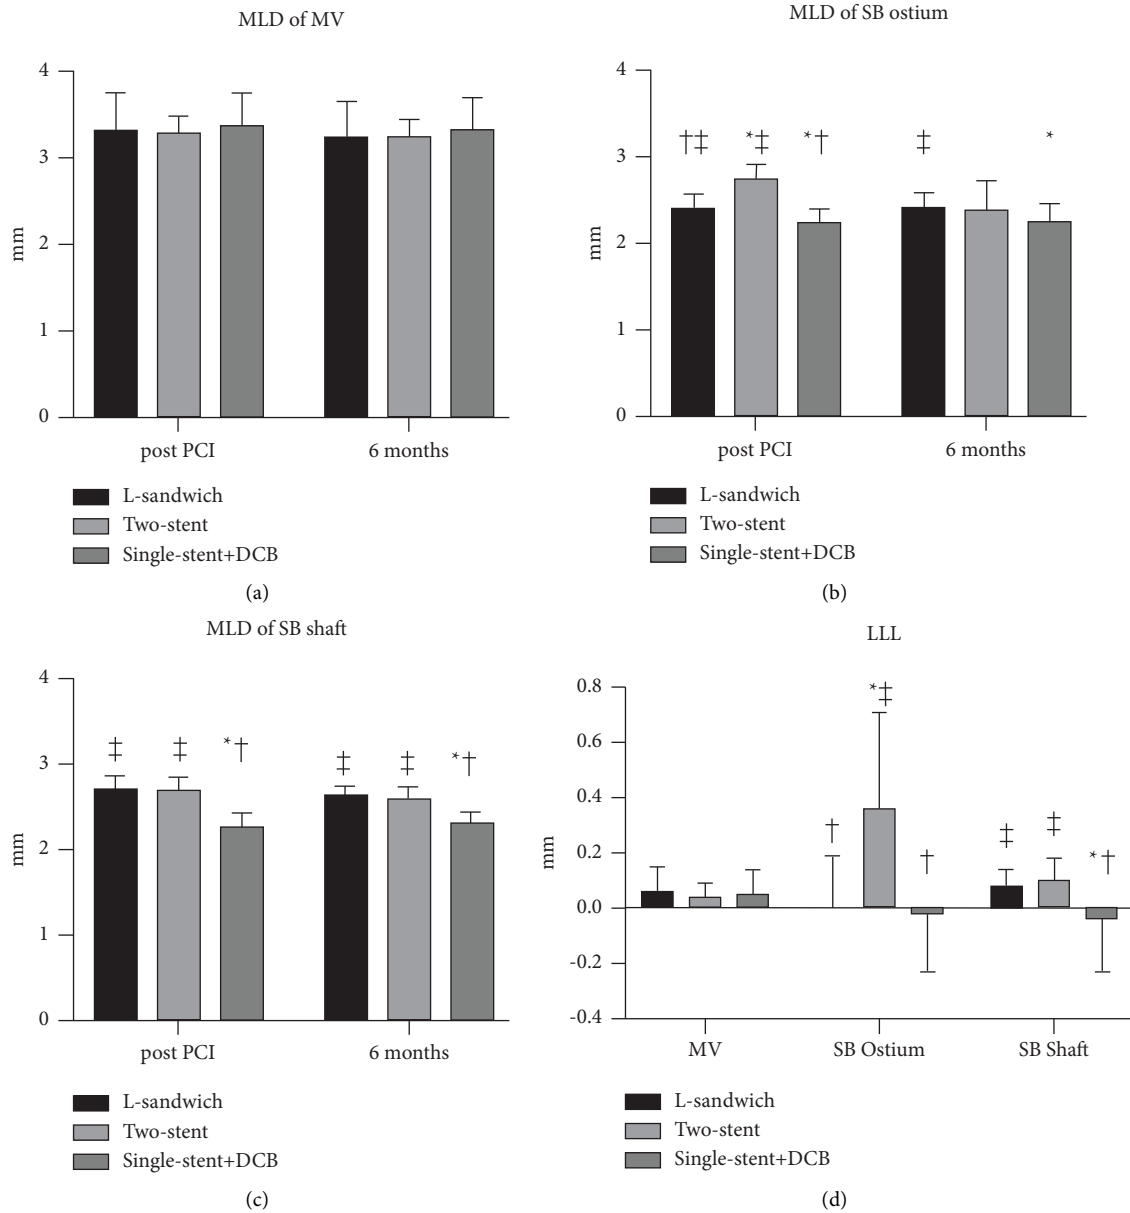 MLD of MV
4
3
2
1
0
mm
post PCI 6 months
L-sandwich
Two-stent
Single-stent+DCB
(a)
MLD of SB ostium
4
3
2
1
0
mm
†‡ *‡ *† ‡ *
post PCI 6 months
L-sandwich
Two-stent
Single-stent+DCB
(b)
MLD of SB shaft
4
3
2
1
0
mm
‡ ‡ *† ‡ ‡ *†
post PCI 6 months
L-sandwich
Two-stent
Single-stent+DCB
(c)
LLL
0.8
0.6
0.4
0.2
0.0
-0.2
-0.4
mm
† *‡ † ‡ ‡ *†
MV SB Ostium SB Shaft
L-sandwich
Two-stent
Single-stent+DCB
(d)